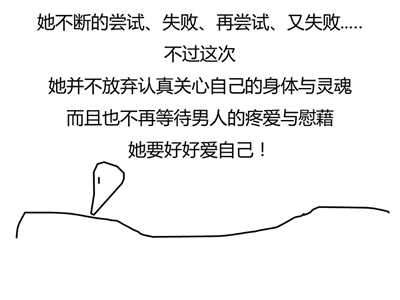 她不断的尝试、失败、再尝试、又失败.....
不过这次
她并不放弃认真关心自己的身体与灵魂
而且也不再等待男人的疼爱与慰藉
她要好好爱自己！